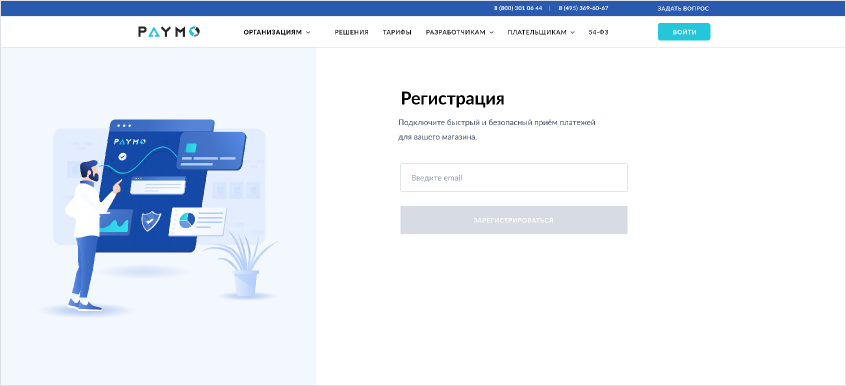 8 (800) 301 06 44 | 8 (495) 369-60-67 ЗАДАТЬ ВОПРОС
PAYMO ОРГАНИЗАЦИЯМ РЕШЕНИЯ ТАРИФЫ РАЗРАБОТЧИКАМ ПЛАТЕЛЬЩИКАМ 54-ФЗ ВОЙТИ
PAYMO
Регистрация
Подключите быстрый и безопасный приём платежей
для вашего магазина.
Введите email
ЗАРЕГИСТРИРОВАТЬСЯ